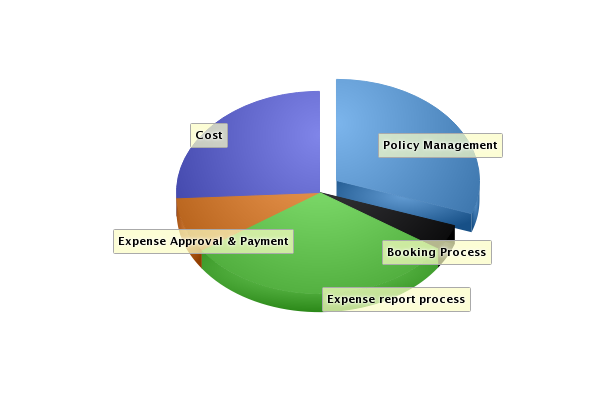 Cost
Policy Management
Expense Approval & Payment
Booking Process
Expense report process